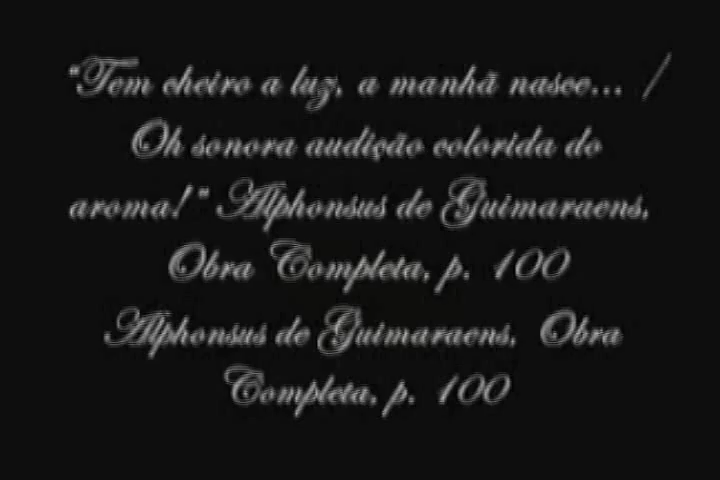 "Tem cheiro a luz, a manhã nasce... /
Oh sonora audição colorida do
aroma!" Alphonsus de Guimaraens,
Obra Completa, p. 100
Alphonsus de Guimaraens, Obra
Completa, p. 100